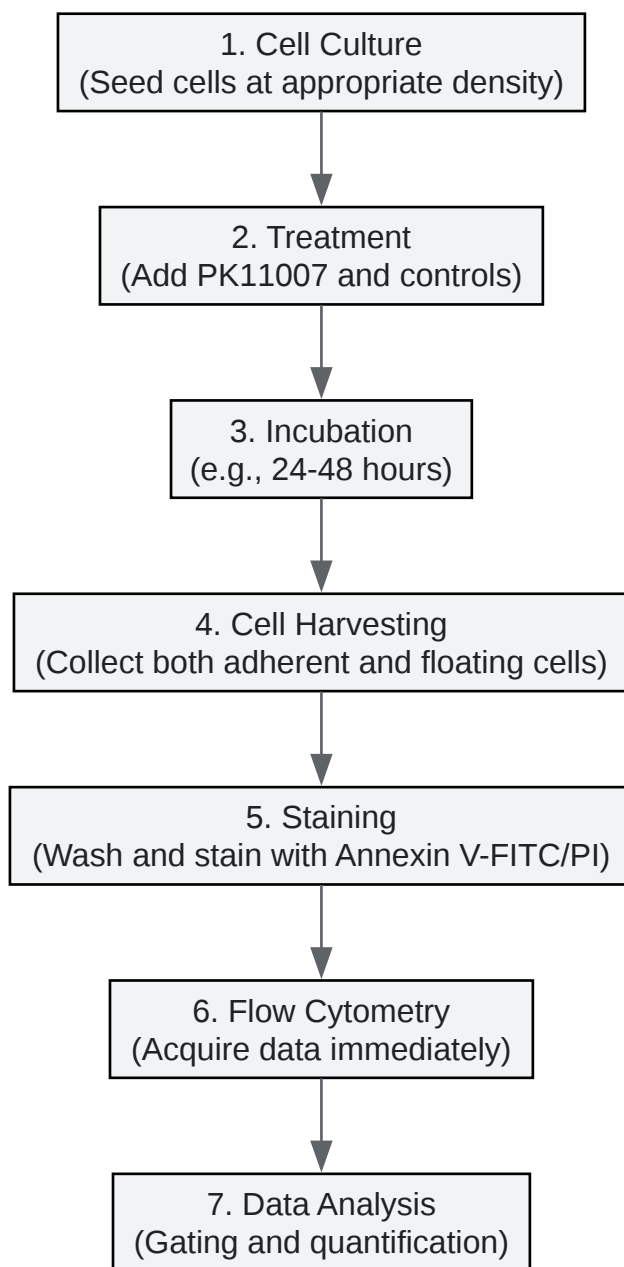 1. Cell Culture
(Seed cells at appropriate density)
2. Treatment
(Add PK11007 and controls)
3. Incubation
(e.g., 24-48 hours)
4. Cell Harvesting
(Collect both adherent and floating cells)
5. Staining
(Wash and stain with Annexin V-FITC/PI)
6. Flow Cytometry
(Acquire data immediately)
7. Data Analysis
(Gating and quantification)